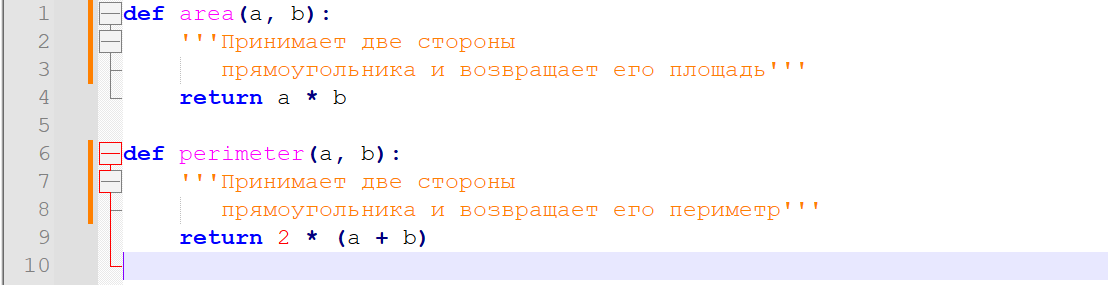 1 def area(a, b):
2     '''Принимает две стороны
3        прямоугольника и возвращает его площадь'''
4     return a * b
5
6 def perimeter(a, b):
7     '''Принимает две стороны
8        прямоугольника и возвращает его периметр'''
9     return 2 * (a + b)
10